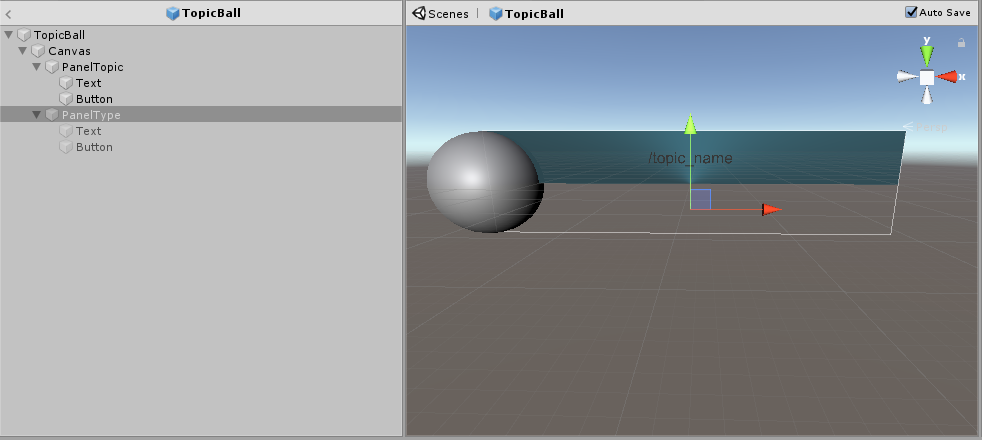 TopicBall
TopicBall
Canvas
PanelTopic
Text
Button
PanelType
Text
Button
Scenes TopicBall Auto Save
y
x
/topic_name